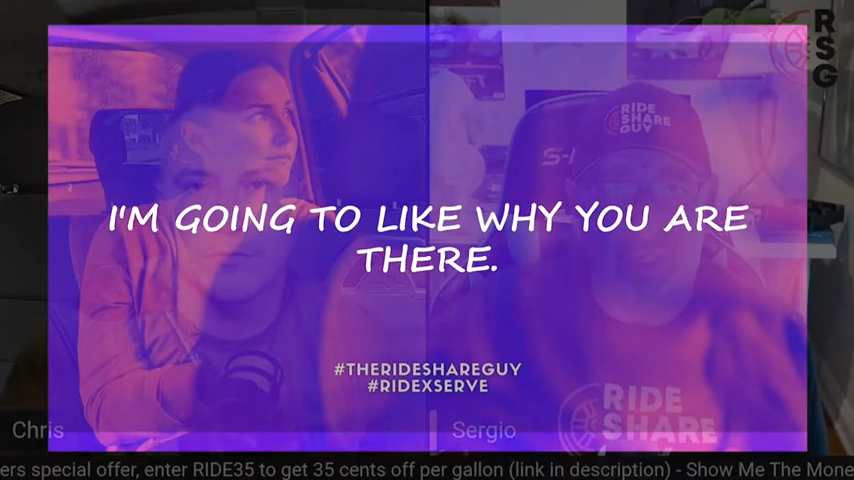 RSG
RIDE
SHARE
GUY
S-1
I'M GOING TO LIKE WHY YOU ARE
THERE.
#THERIDESHAREGUY
#RIDEXSERVE
RIDE
SHARE
Chris
Sergio
ers special offer, enter RIDE35 to get 35 cents off per gallon (link in description) - Show Me The Mone